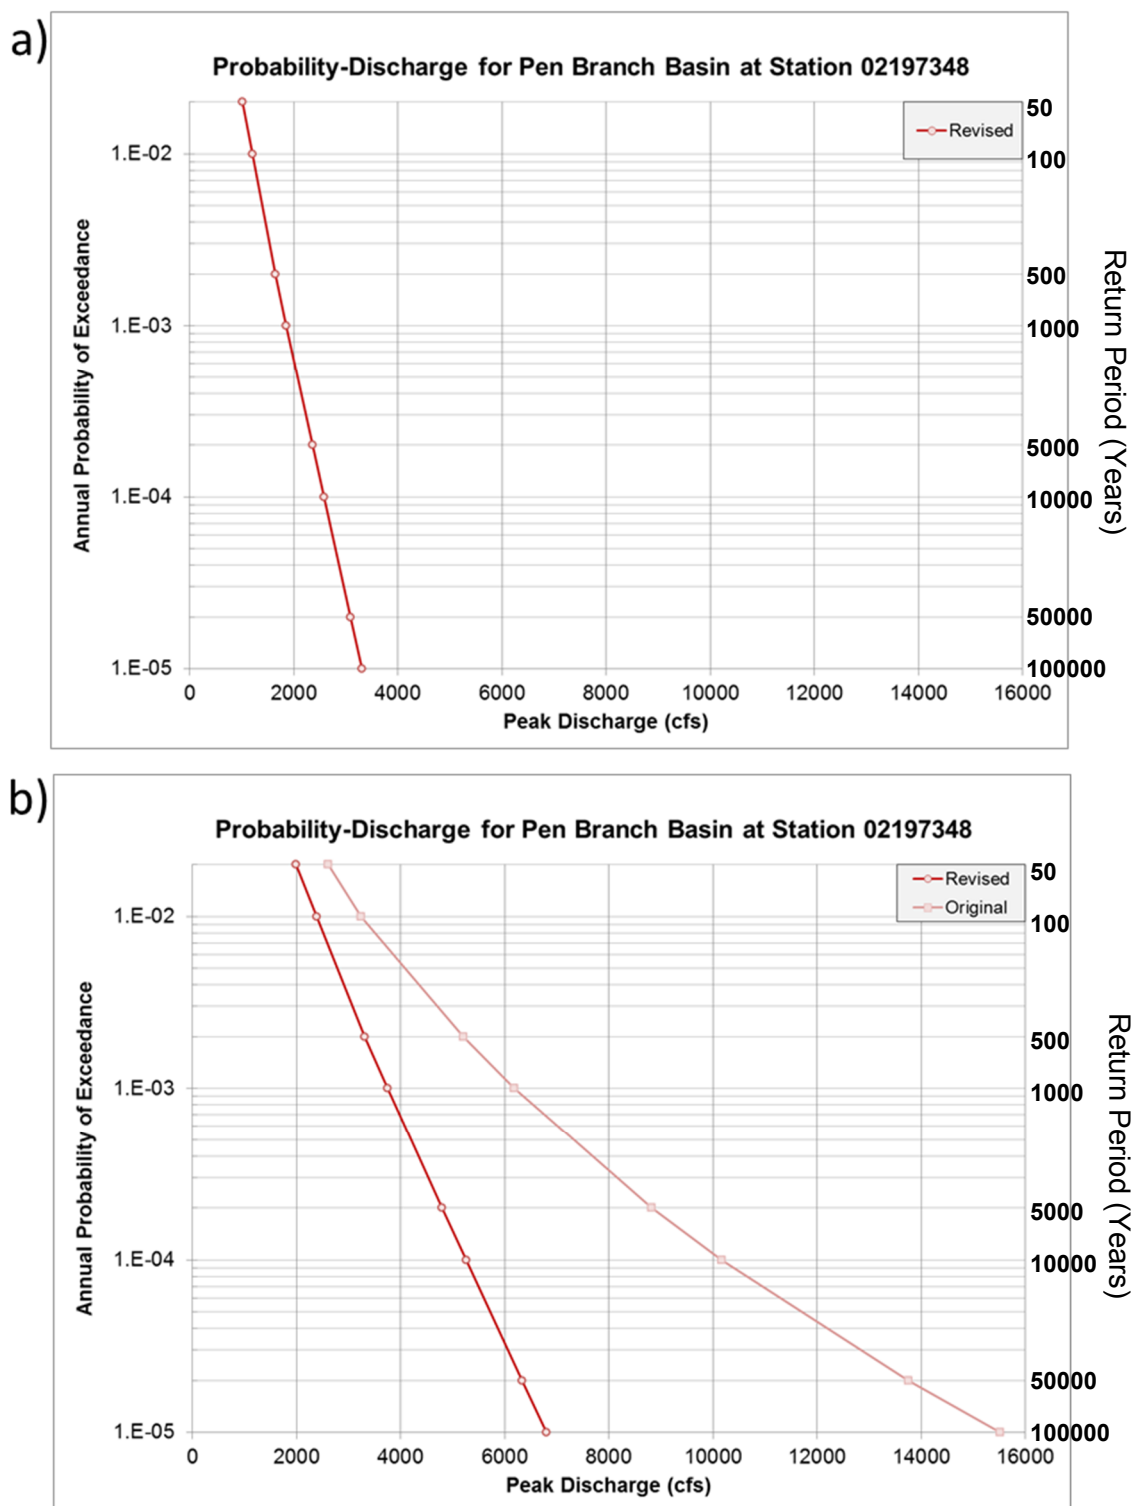 a)
Probability-Discharge for Pen Branch Basin at Station 02197348
Revised
Annual Probability of Exceedance
1.E-02
1.E-03
1.E-04
1.E-05
0 2000 4000 6000 8000 10000 12000 14000 16000
Peak Discharge (cfs)
50
100
500
1000
5000
10000
50000
100000
Return Period (Years)
b)
Probability-Discharge for Pen Branch Basin at Station 02197348
Revised
Original
Annual Probability of Exceedance
1.E-02
1.E-03
1.E-04
1.E-05
0 2000 4000 6000 8000 10000 12000 14000 16000
Peak Discharge (cfs)
50
100
500
1000
5000
10000
50000
100000
Return Period (Years)